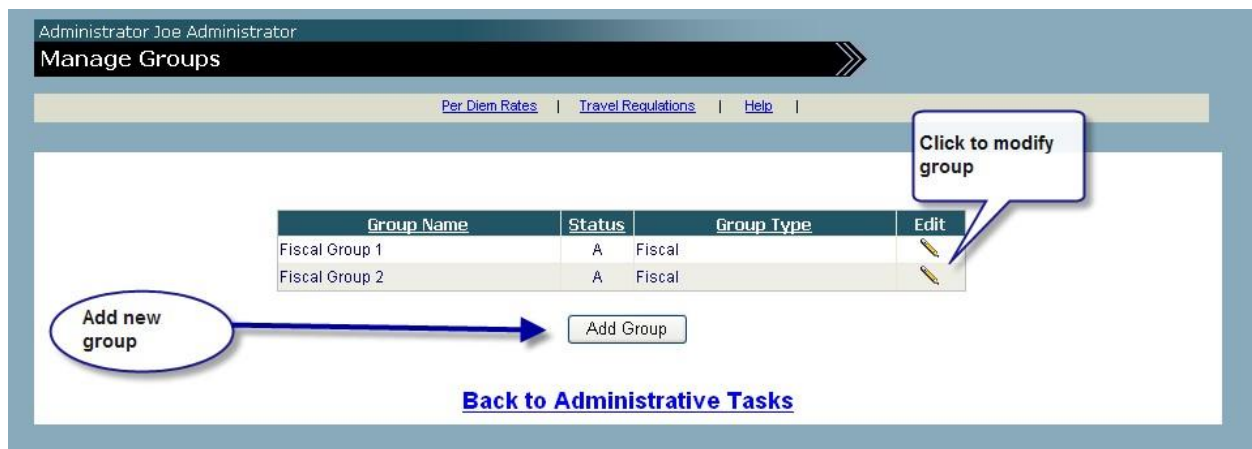 Administrator Joe Administrator
Manage Groups
Per Diem Rates | Travel Regulations | Help |
Click to modify
group
Group Name Status Group Type Edit
Fiscal Group 1 A Fiscal
Fiscal Group 2 A Fiscal
Add new
group
Add Group
Back to Administrative Tasks